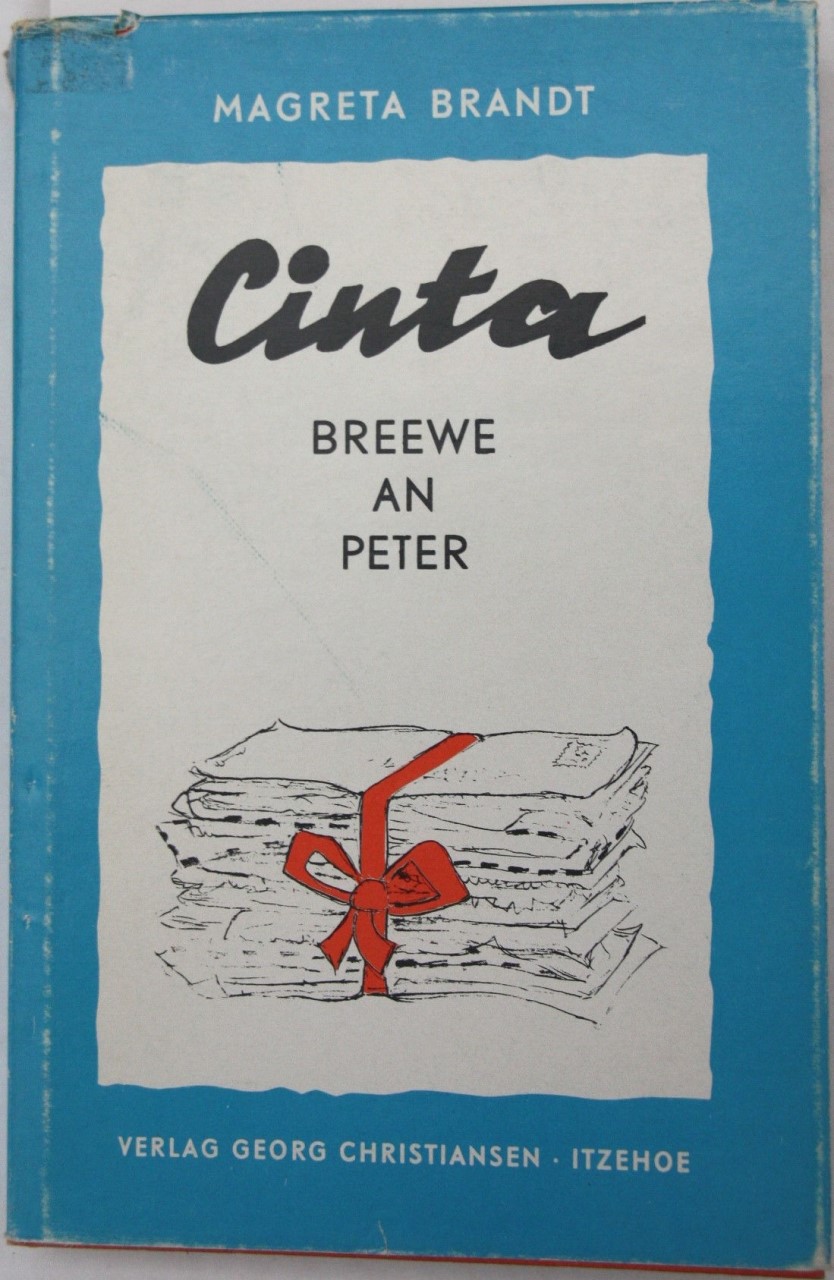 MAGRETA BRANDT
Cinta
BREEWE
AN
PETER
VERLAG GEORG CHRISTIANSEN · ITZEHOE